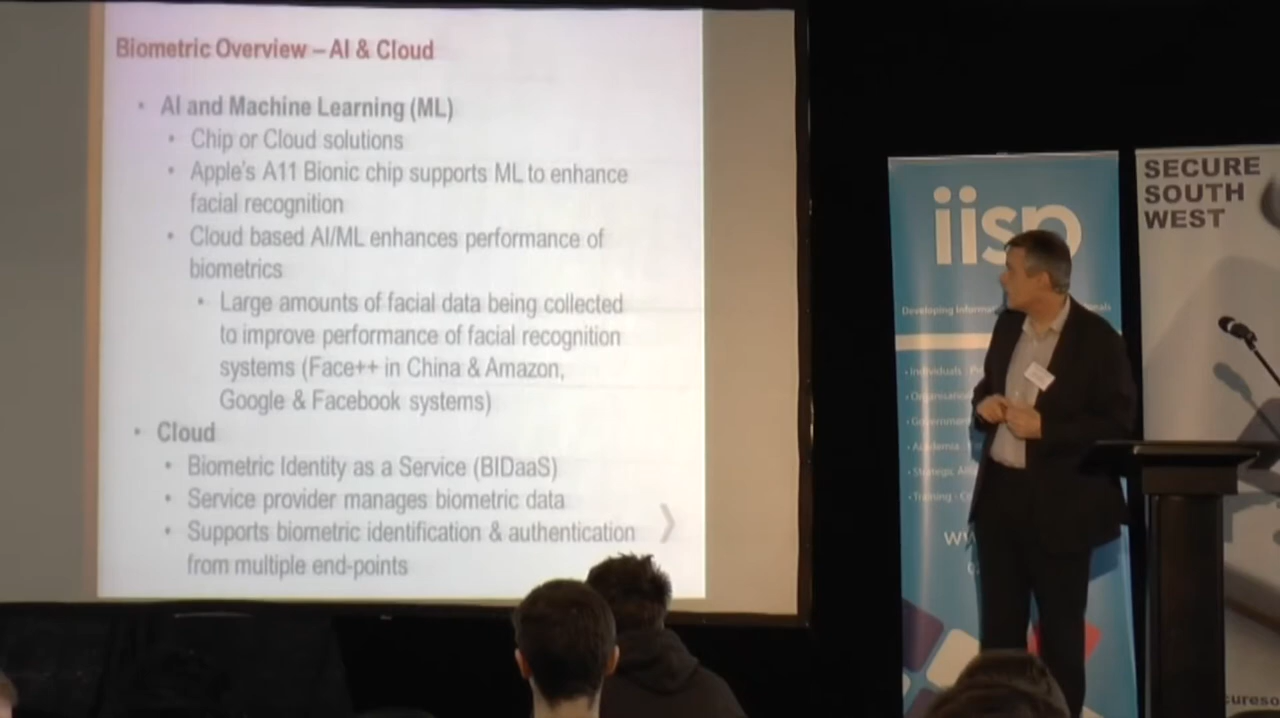 Biometric Overview – AI & Cloud
• AI and Machine Learning (ML)
• Chip or Cloud solutions
• Apple's A11 Bionic chip supports ML to enhance
facial recognition
• Cloud based AI/ML enhances performance of
biometrics
• Large amounts of facial data being collected
to improve performance of facial recognition
systems (Face++ in China & Amazon,
Google & Facebook systems)
• Cloud
• Biometric Identity as a Service (BIDaaS)
• Service provider manages biometric data
• Supports biometric identification & authentication
from multiple end-points
iisp
Developing
• Individuals
SECURE
SOUTH
WEST